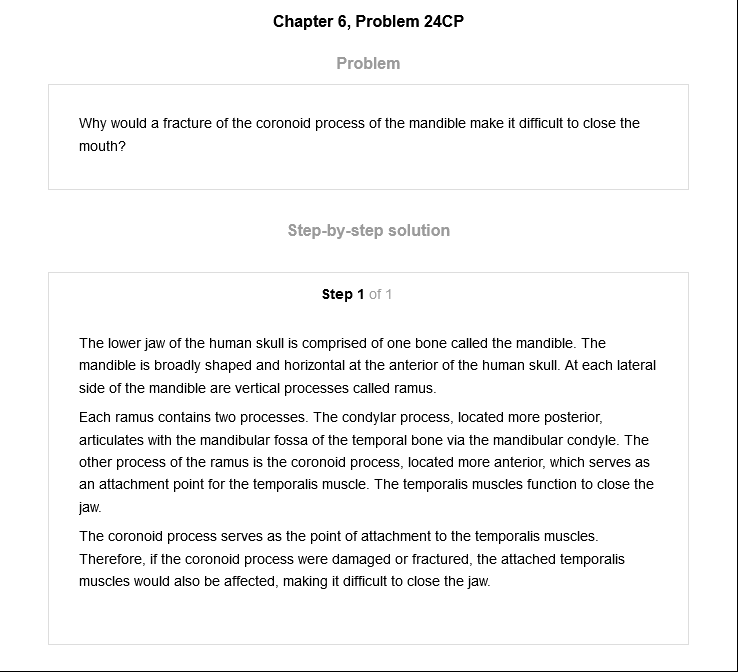 Chapter 6, Problem 24CP
Problem
Why would a fracture of the coronoid process of the mandible make it difficult to close the
mouth?
Step-by-step solution
Step 1 of 1
The lower jaw of the human skull is comprised of one bone called the mandible. The
mandible is broadly shaped and horizontal at the anterior of the human skull. At each lateral
side of the mandible are vertical processes called ramus.
Each ramus contains two processes. The condylar process, located more posterior,
articulates with the mandibular fossa of the temporal bone via the mandibular condyle. The
other process of the ramus is the coronoid process, located more anterior, which serves as
an attachment point for the temporalis muscle. The temporalis muscles function to close the
jaw.
The coronoid process serves as the point of attachment to the temporalis muscles.
Therefore, if the coronoid process were damaged or fractured, the attached temporalis
muscles would also be affected, making it difficult to close the jaw.